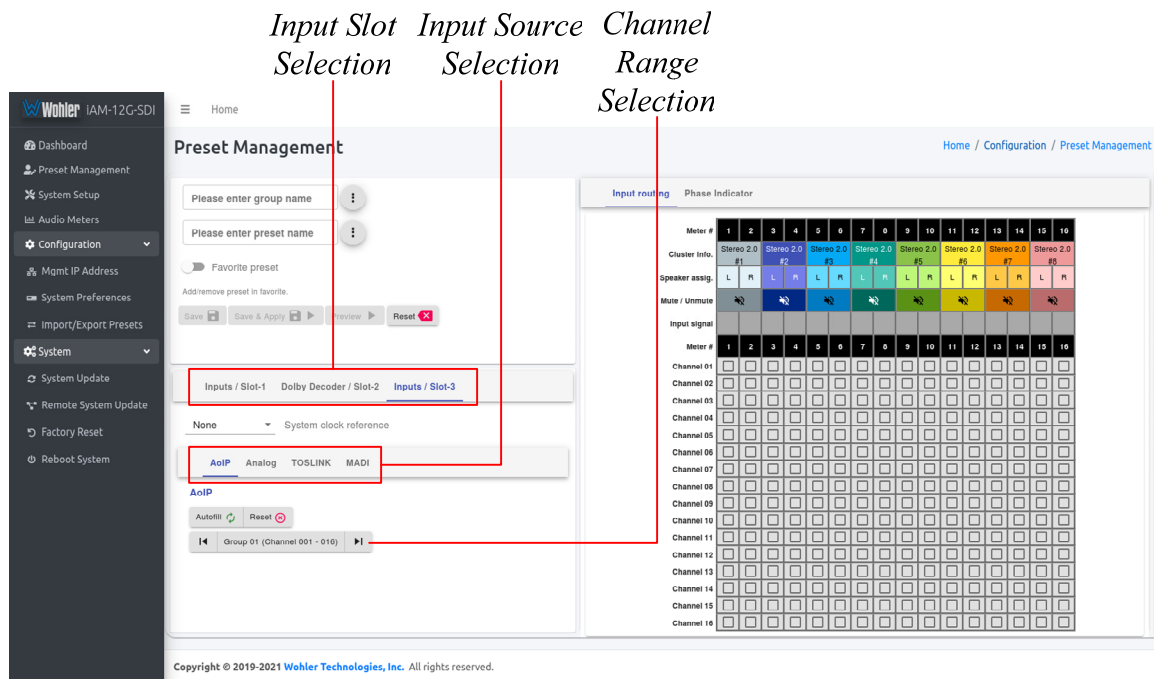 Input Slot Selection
Input Source Selection
Channel Range Selection
Wohler iAM-12G-SDI
Home
Dashboard
Preset Management
System Setup
Audio Meters
Configuration
Mgmt IP Address
System Preferences
Import/Export Presets
System
System Update
Remote System Update
Factory Reset
Reboot System
Preset Management
Home / Configuration / Preset Management
Please enter group name
Please enter preset name
Favorite preset
Add/remove preset in favorite.
Save Save & Apply Preview Reset
Inputs / Slot-1 Dolby Decoder / Slot-2 Inputs / Slot-3
None System clock reference
AoIP Analog TOSLINK MADI
AoIP
Autofill Reset
Group 01 (Channel 001 - 016)
Input routing Phase Indicator
Meter # 1 2 3 4 5 6 7 8 9 10 11 12 13 14 15 16
Cluster Info. Stereo 2.0 #1 Stereo 2.0 #2 Stereo 2.0 #3 Stereo 2.0 #4 Stereo 2.0 #5 Stereo 2.0 #6 Stereo 2.0 #7 Stereo 2.0 #8
Speaker assig. L R L R L R L R L R L R L R L R
Mute / Unmute
Input signal
Meter # 1 2 3 4 5 6 7 8 9 10 11 12 13 14 15 16
Channel 01
Channel 02
Channel 03
Channel 04
Channel 05
Channel 06
Channel 07
Channel 08
Channel 09
Channel 10
Channel 11
Channel 12
Channel 13
Channel 14
Channel 15
Channel 16
Copyright © 2019-2021 Wohler Technologies, Inc. All rights reserved.